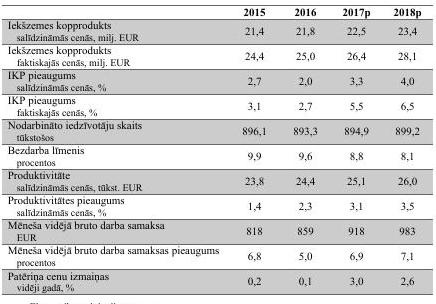 2015 2016 2017p 2018p
Iekšzemes kopprodukts
salīdzināmās cenās, milj. EUR 21,4 21,8 22,5 23,4
Iekšzemes kopprodukts
faktiskajās cenās, milj. EUR 24,4 25,0 26,4 28,1
IKP pieaugums
salīdzināmās cenās, % 2,7 2,0 3,3 4,0
IKP pieaugums
faktiskajās cenās, % 3,1 2,7 5,5 6,5
Nodarbināto iedzīvotāju skaits
tūkstošos 896,1 893,3 894,9 899,2
Bezdarba līmenis
procentos 9,9 9,6 8,8 8,1
Produktivitāte
salīdzināmās cenās, tūkst. EUR 23,8 24,4 25,1 26,0
Produktivitātes pieaugums
salīdzināmās cenās, % 1,4 2,3 3,1 3,5
Mēneša vidējā bruto darba samaksa
EUR 818 859 918 983
Mēneša vidējā bruto darba samaksas pieaugums
procentos 6,8 5,0 6,9 7,1
Patēriņa cenu izmaiņas
vidēji gadā, % 0,2 0,1 3,0 2,6